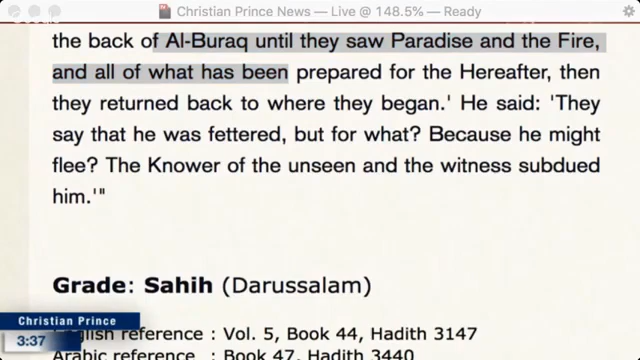 Christian Prince News — Live @ 148.5% — Ready
the back of Al-Buraq until they saw Paradise and the Fire,
and all of what has been prepared for the Hereafter, then
they returned back to where they began.' He said: 'They
say that he was fettered, but for what? Because he might
flee? The Knower of the unseen and the witness subdued
him.'"
Grade: Sahih (Darussalam)
Christian Prince
3:37
English reference : Vol. 5, Book 44, Hadith 3147
Arabic reference : Book 47, Hadith 3440